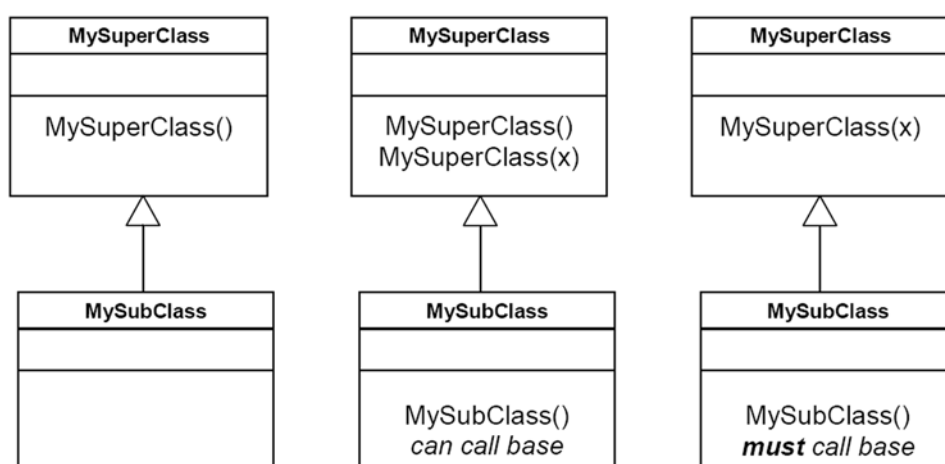 MySuperClass
MySuperClass()
MySubClass
MySuperClass
MySuperClass()
MySuperClass(x)
MySubClass
MySubClass()
can call base
MySuperClass
MySuperClass(x)
MySubClass
MySubClass()
must call base